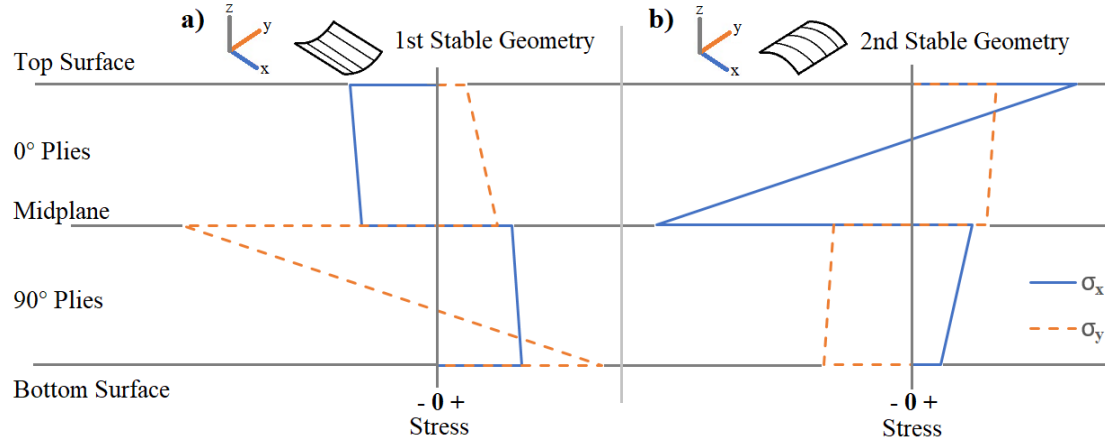 a)
z
y
x
1st Stable Geometry
b)
z
y
x
2nd Stable Geometry
Top Surface
0° Plies
Midplane
90° Plies
σx
σy
Bottom Surface
- 0 +
Stress
- 0 +
Stress